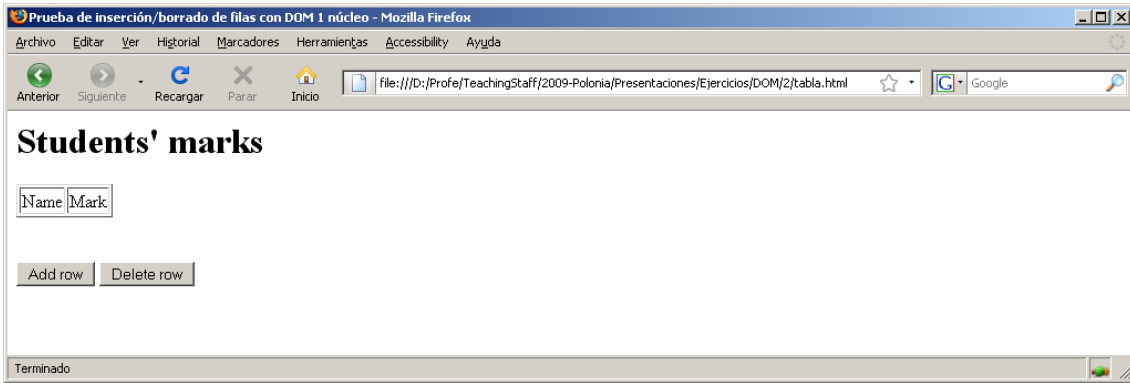 Prueba de inserción/borrado de filas con DOM 1 núcleo - Mozilla Firefox
Archivo Editar Ver Historial Marcadores Herramientas Accessibility Ayuda
Anterior Siguiente Recargar Parar Inicio file:///D:/Profe/TeachingStaff/2009-Polonia/Presentaciones/Ejercicios/DOM/2/tabla.html G Google
Students' marks
Name Mark
Add row Delete row
Terminado